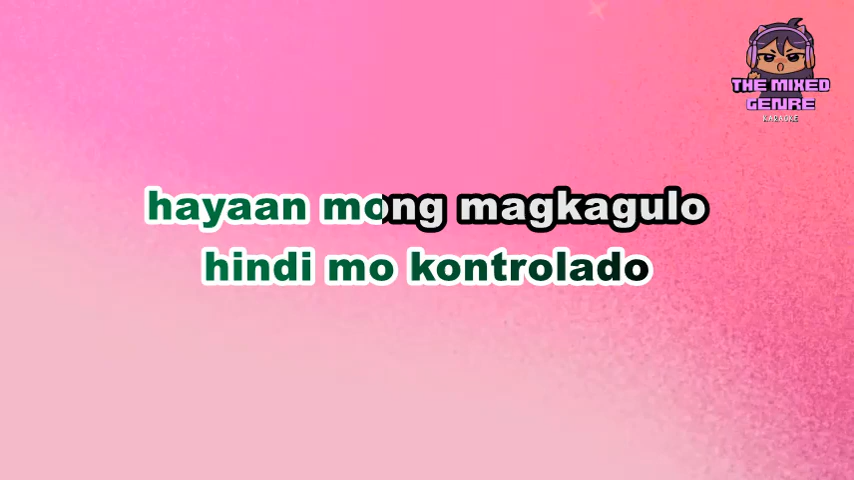 THE MIXED
GENRE
KARAOKE
hayaan mong magkagulo
hindi mo kontrolado